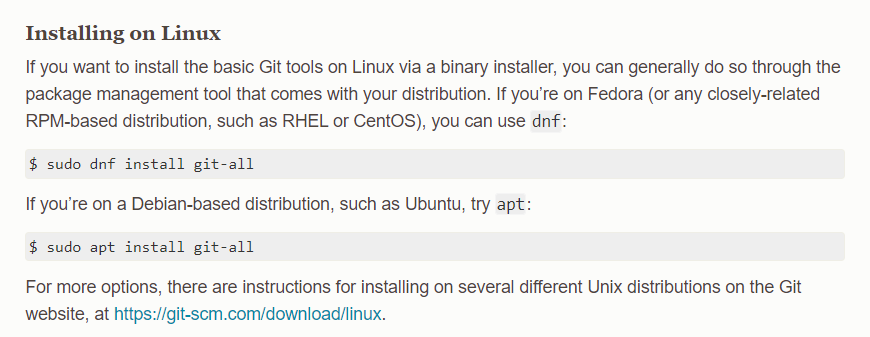 Installing on Linux
If you want to install the basic Git tools on Linux via a binary installer, you can generally do so through the
package management tool that comes with your distribution. If you’re on Fedora (or any closely-related
RPM-based distribution, such as RHEL or CentOS), you can use dnf:
$ sudo dnf install git-all
If you’re on a Debian-based distribution, such as Ubuntu, try apt:
$ sudo apt install git-all
For more options, there are instructions for installing on several different Unix distributions on the Git
website, at https://git-scm.com/download/linux.